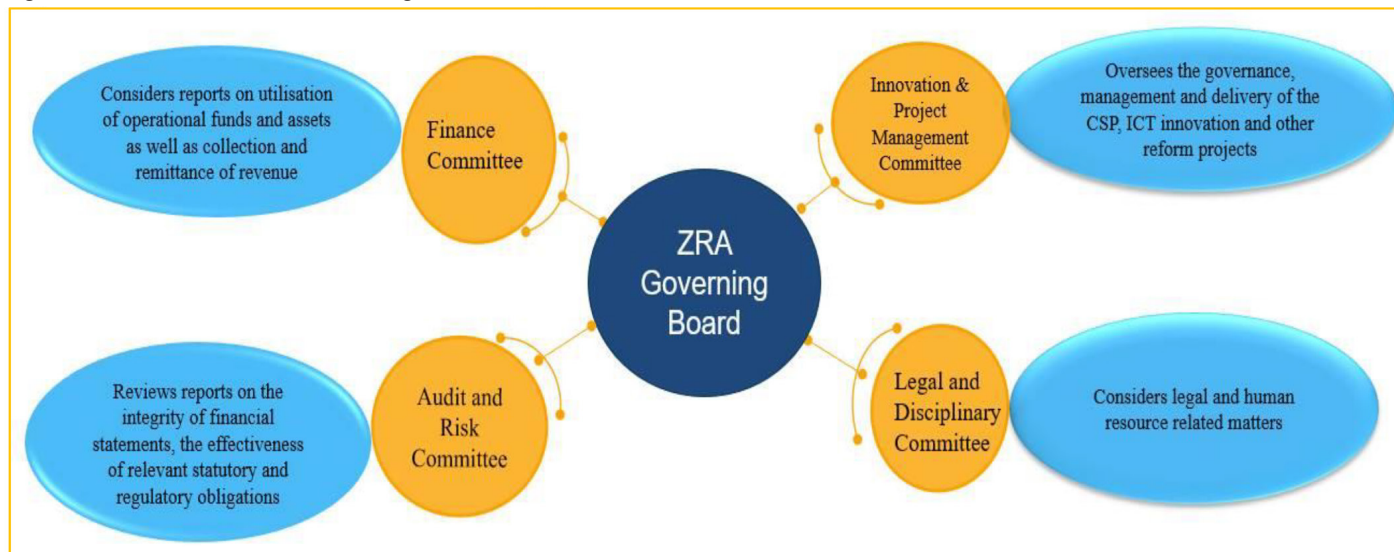 Considers reports on utilisation
of operational funds and assets
as well as collection and
remittance of revenue
Finance
Committee
Innovation &
Project
Management
Committee
Oversees the governance,
management and delivery of the
CSP, ICT innovation and other
reform projects
ZRA
Governing
Board
Reviews reports on the
integrity of financial
statements, the effectiveness
of relevant statutory and
regulatory obligations
Audit and
Risk
Committee
Legal and
Disciplinary
Committee
Considers legal and human
resource related matters